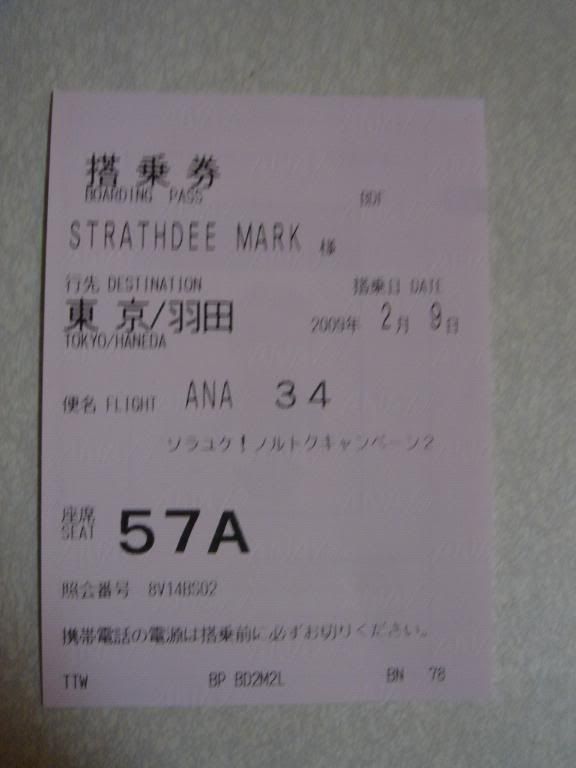 搭乗券
BOARDING PASS BDF
STRATHDEE MARK 様
行先 DESTINATION 搭乗日 DATE
東京/羽田 2009年 2月 9日
TOKYO/HANEDA
便名 FLIGHT ANA 34
ソラユケ!ノルトクキャンペーン2
座席
SEAT 57A
照会番号 8V14BS02
携帯電話の電源は搭乗前に必ずお切りください。
TTW BP BD2M2L BN 78